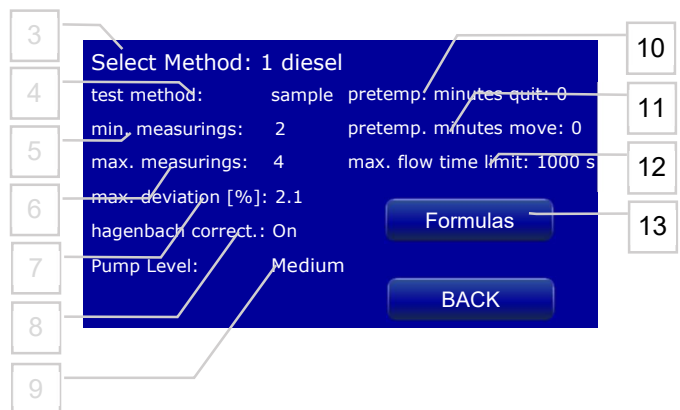 3
Select Method: 1 diesel
10
4
test method: sample
pretemp. minutes quit: 0
11
5
min. measurings: 2
pretemp. minutes move: 0
max. measurings: 4
max. flow time limit: 1000 s
12
6
max. deviation [%]: 2.1
Formulas
13
hagenbach correct.: On
7
Pump Level: Medium
BACK
8
9